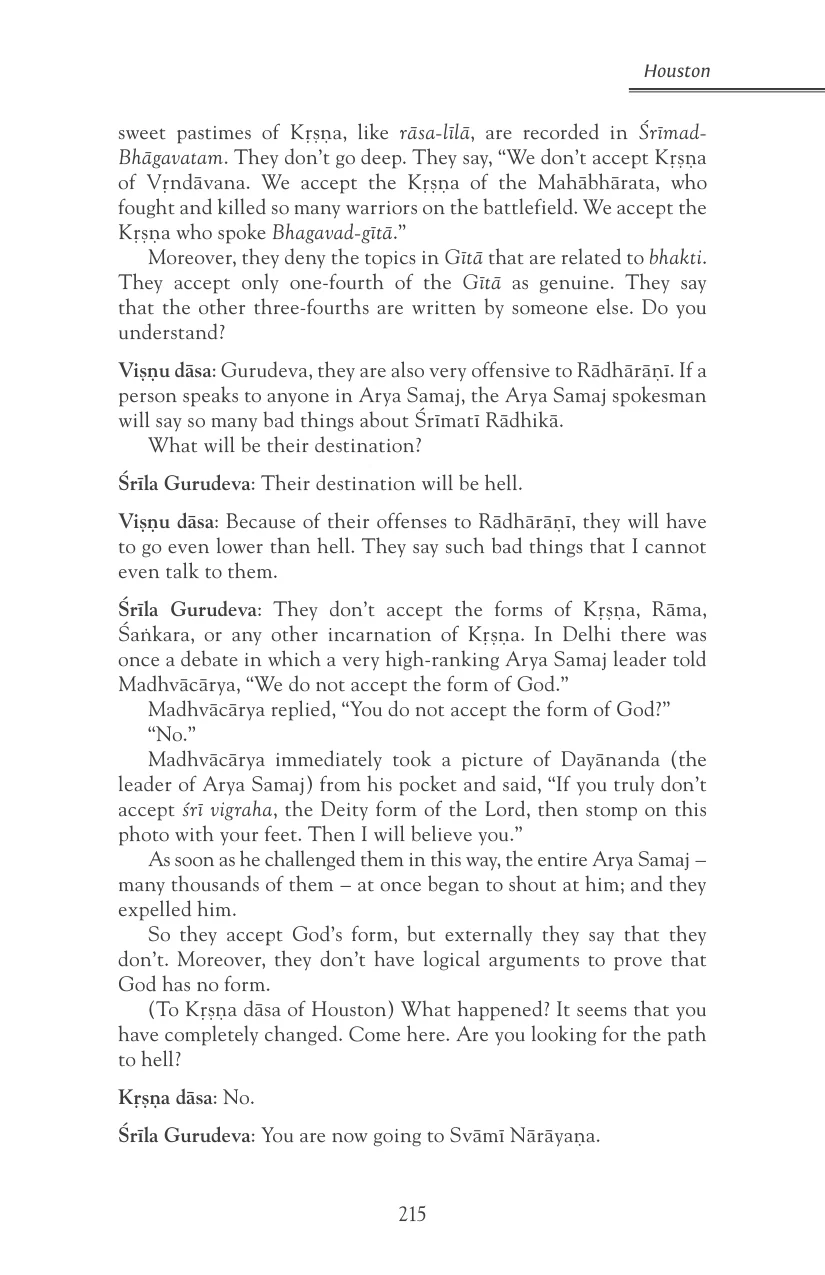 Houston
sweet pastimes of Kṛṣṇa, like rāsa-līlā, are recorded in Śrīmad-
Bhāgavatam. They don’t go deep. They say, “We don’t accept Kṛṣṇa
of Vṛndāvana. We accept the Kṛṣṇa of the Mahābhārata, who
fought and killed so many warriors on the battlefield. We accept the
Kṛṣṇa who spoke Bhagavad-gītā.”
Moreover, they deny the topics in Gītā that are related to bhakti.
They accept only one-fourth of the Gītā as genuine. They say
that the other three-fourths are written by someone else. Do you
understand?
Viṣṇu dāsa: Gurudeva, they are also very offensive to Rādhārāṇī. If a
person speaks to anyone in Arya Samaj, the Arya Samaj spokesman
will say so many bad things about Śrīmatī Rādhikā.
What will be their destination?
Śrīla Gurudeva: Their destination will be hell.
Viṣṇu dāsa: Because of their offenses to Rādhārāṇī, they will have
to go even lower than hell. They say such bad things that I cannot
even talk to them.
Śrīla Gurudeva: They don’t accept the forms of Kṛṣṇa, Rāma,
Śaṅkara, or any other incarnation of Kṛṣṇa. In Delhi there was
once a debate in which a very high-ranking Arya Samaj leader told
Madhvācārya, “We do not accept the form of God.”
Madhvācārya replied, “You do not accept the form of God?”
“No.”
Madhvācārya immediately took a picture of Dayānanda (the
leader of Arya Samaj) from his pocket and said, “If you truly don’t
accept śrī vigraha, the Deity form of the Lord, then stomp on this
photo with your feet. Then I will believe you.”
As soon as he challenged them in this way, the entire Arya Samaj –
many thousands of them – at once began to shout at him; and they
expelled him.
So they accept God’s form, but externally they say that they
don’t. Moreover, they don’t have logical arguments to prove that
God has no form.
(To Kṛṣṇa dāsa of Houston) What happened? It seems that you
have completely changed. Come here. Are you looking for the path
to hell?
Kṛṣṇa dāsa: No.
Śrīla Gurudeva: You are now going to Svāmī Nārāyaṇa.
215